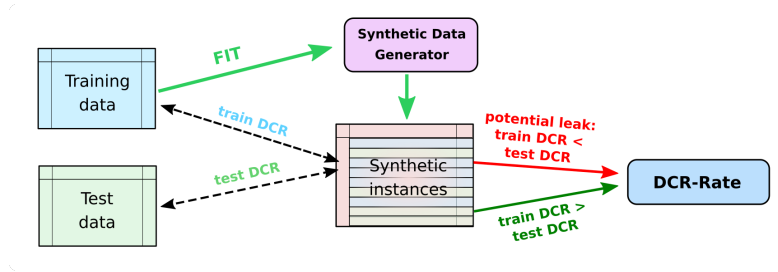 Training
data
FIT
Synthetic Data
Generator
train DCR
test DCR
Test
data
Synthetic
instances
potential leak:
train DCR <
test DCR
train DCR >
test DCR
DCR-Rate